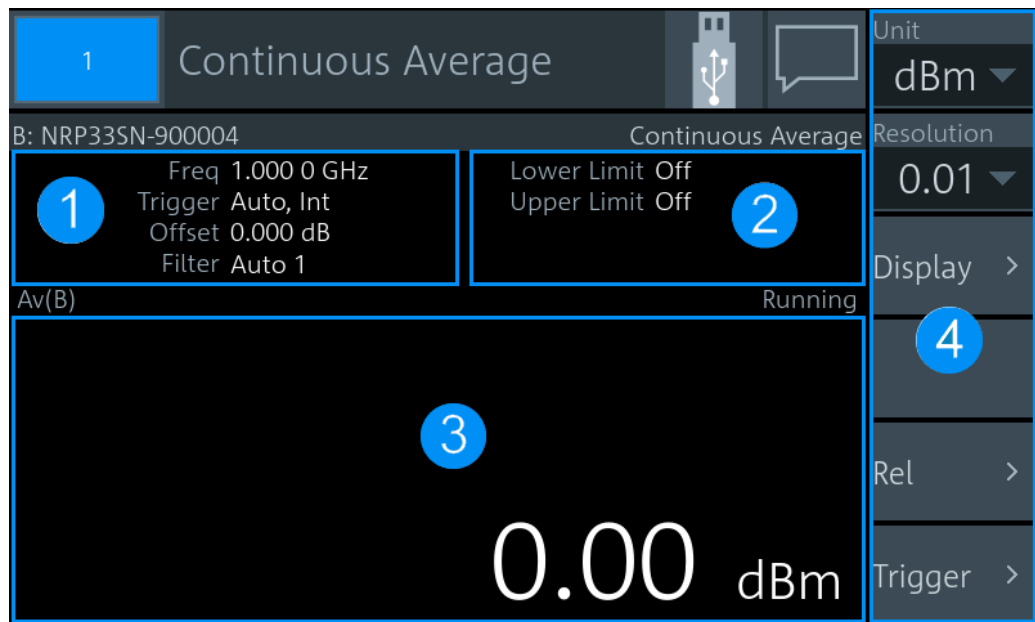 1
Continuous Average
Unit
dBm
B: NRP33SN-900004
Continuous Average
Resolution
0.01
1
Freq 1.000 0 GHz
Trigger Auto, Int
Offset 0.000 dB
Filter Auto 1
Lower Limit Off
Upper Limit Off
2
Display >
Av(B)
Running
4
3
0.00 dBm
Rel >
Trigger >